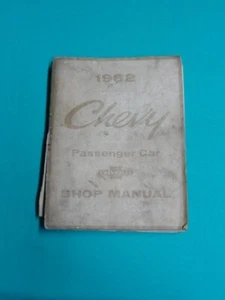 1962
Chevy
Passenger Car
SHOP MANUAL